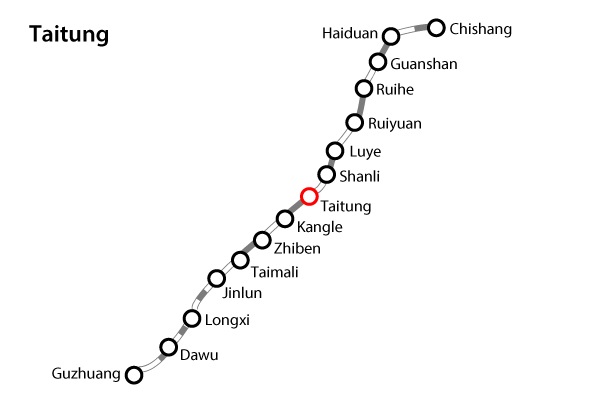 Taitung
Haiduan
Chishang
Guanshan
Ruihe
Ruiyuan
Luye
Shanli
Taitung
Kangle
Zhiben
Taimali
Jinlun
Longxi
Dawu
Guzhuang